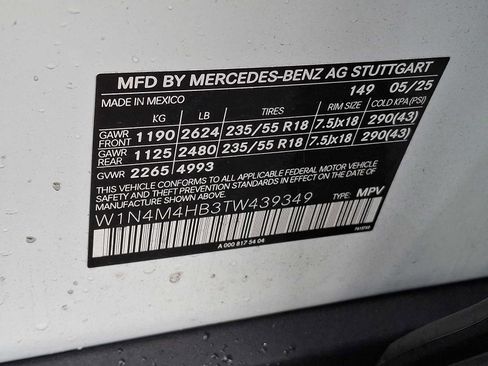 MFD BY MERCEDES-BENZ AG STUTTGART
149 05/25
MADE IN MEXICO
KG LB TIRES RIM SIZE COLD KPA(PSI)
GAWR FRONT 1190 2624 235/55 R18 7.5Jx18 290(43)
GAWR REAR 1125 2480 235/55 R18 7.5Jx18 290(43)
GVWR 2265 4993
THIS VEHICLE CONFORMS TO ALL APPLICABLE FEDERAL MOTOR VEHICLE
SAFETY AND THEFT PREVENTION STANDARDS IN EFFECT ON THE DATE OF
MANUFACTURE SHOWN ABOVE.
W1N4M4HB3TW439349 TYPE: MPV
A 000 817 54 04